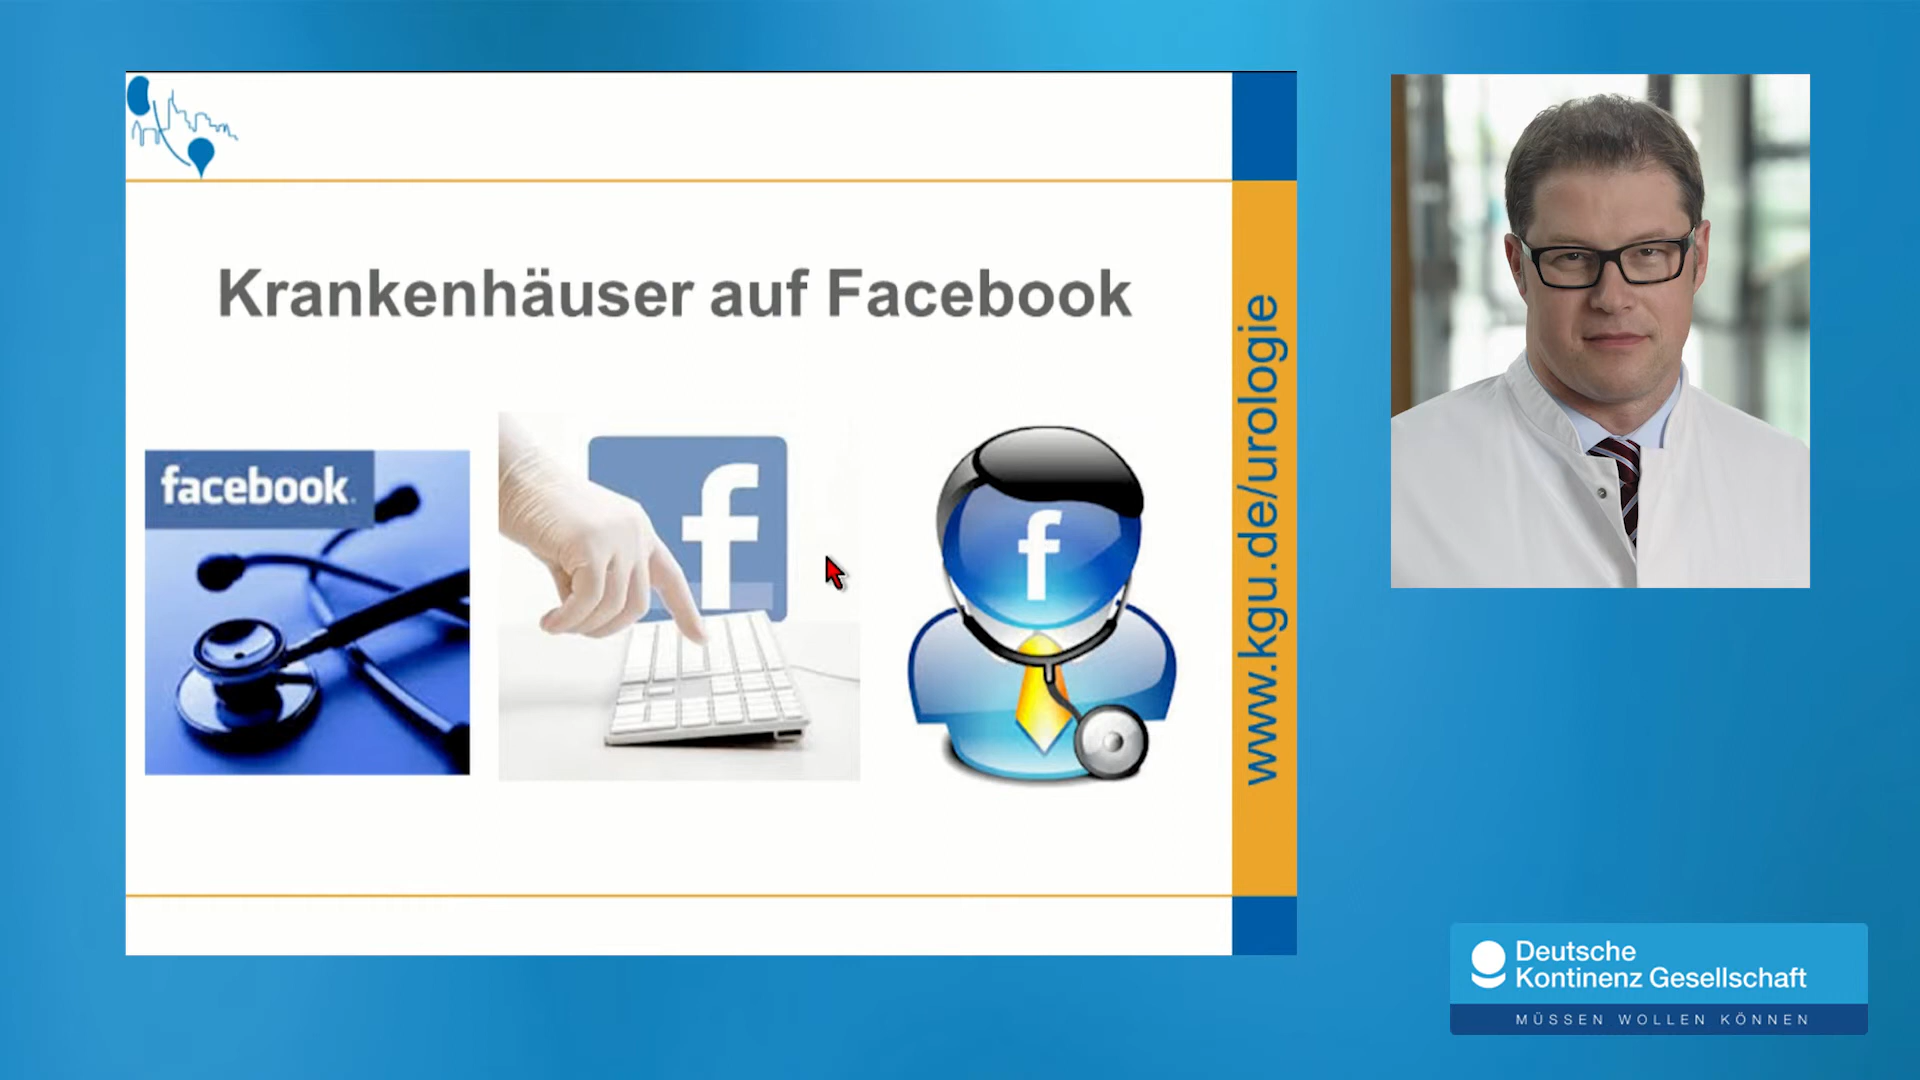 Krankenhäuser auf Facebook
facebook.
f
f
www.kgu.de/urologie
Deutsche
Kontinenz Gesellschaft
MÜSSEN WOLLEN KÖNNEN